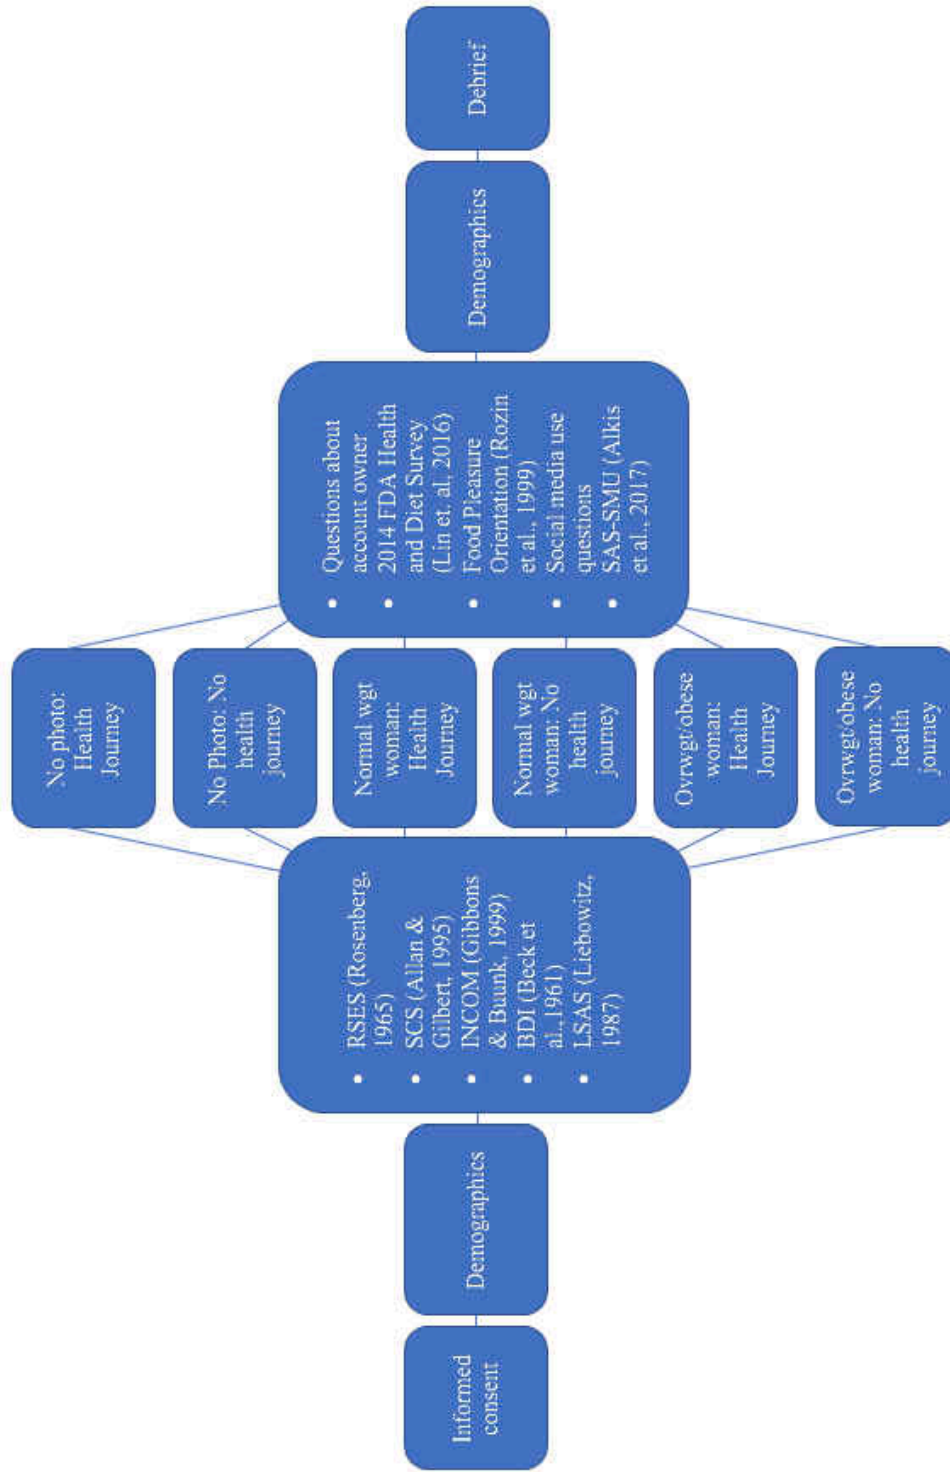 Informed
consent
Demographics
• RSES (Rosenberg,
1965)
• SCS (Allan &
Gilbert, 1995)
• INCOM (Gibbons
& Buunk, 1999)
• BDI (Beck et
al.,1961)
• LSAS (Liebowitz,
1987)
No photo:
Health
Journey
No Photo: No
health
journey
Normal wgt
woman:
Health
Journey
Normal wgt
woman: No
health
journey
Ovrwgt/obese
woman:
Health
Journey
Ovrwgt/obese
woman: No
health
journey
• Questions about
account owner
• 2014 FDA Health
and Diet Survey
(Lin et. al, 2016)
• Food Pleasure
Orientation (Rozin
et al., 1999)
• Social media use
questions
• SAS-SMU (Alkis
et al., 2017)
Demographics
Debrief